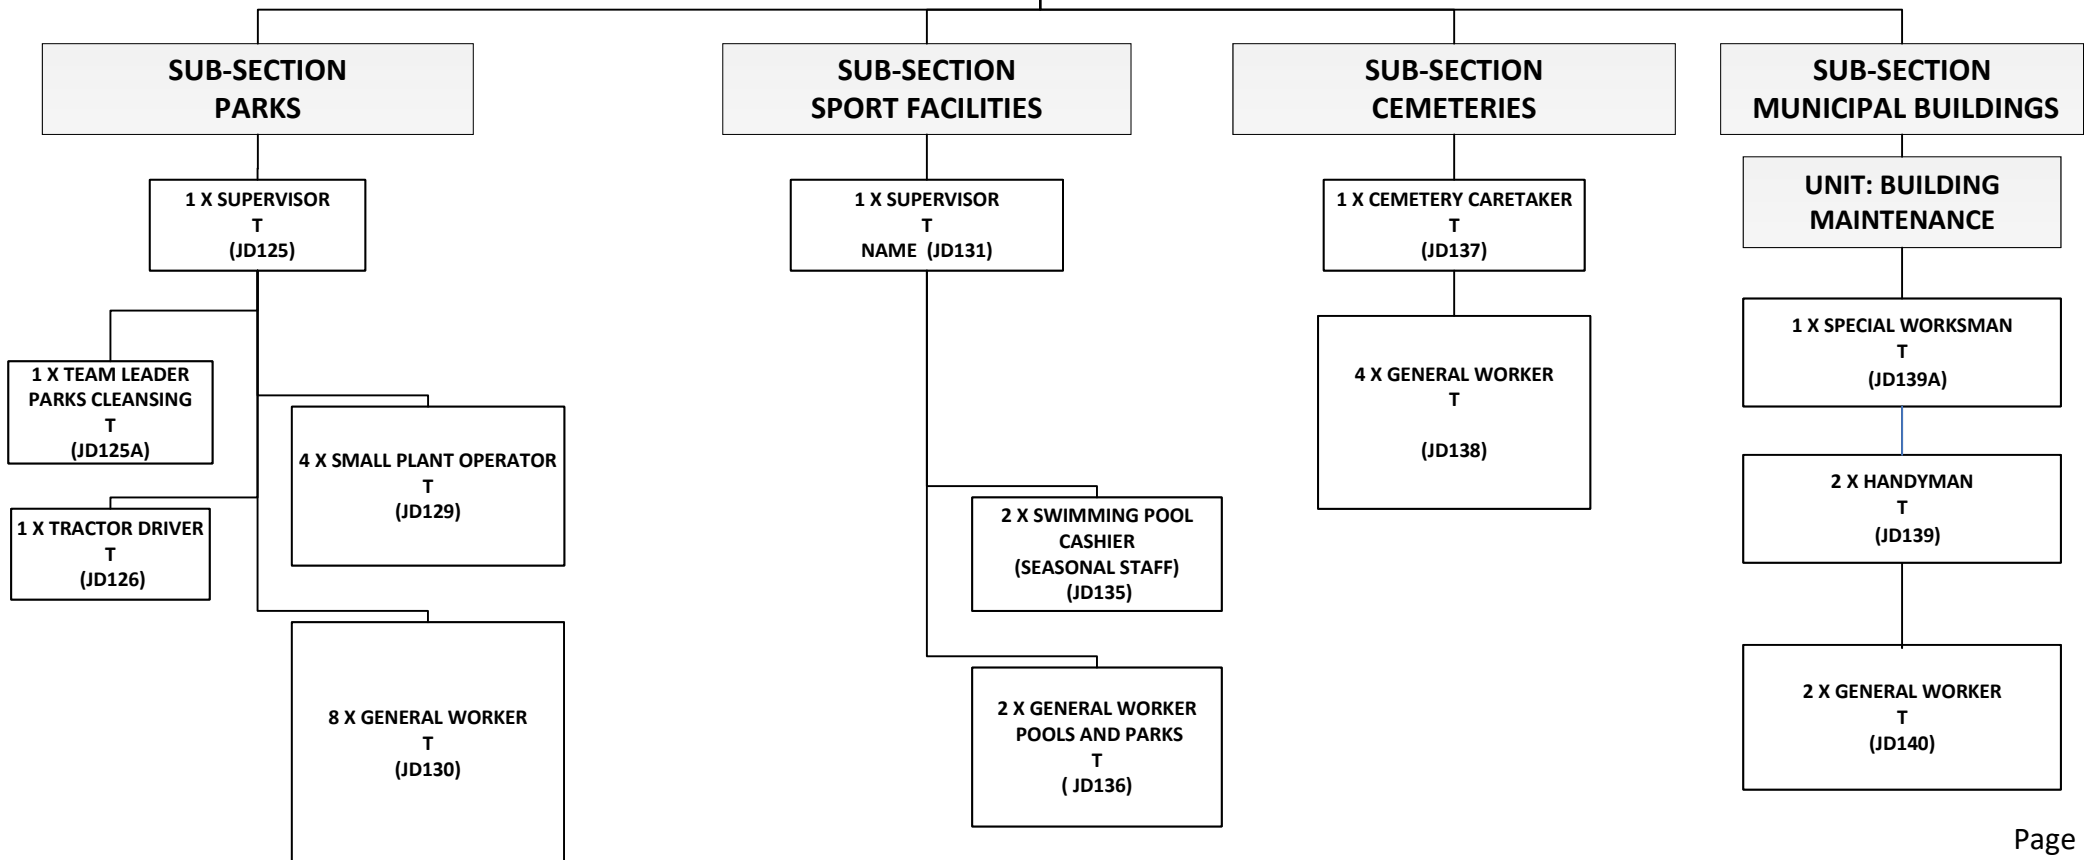 SUB-SECTION
PARKS
1 X SUPERVISOR
T
(JD125)
1 X TEAM LEADER
PARKS CLEANSING
T
(JD125A)
4 X SMALL PLANT OPERATOR
T
(JD129)
1 X TRACTOR DRIVER
T
(JD126)
8 X GENERAL WORKER
T
(JD130)
SUB-SECTION
SPORT FACILITIES
1 X SUPERVISOR
T
NAME (JD131)
2 X SWIMMING POOL
CASHIER
(SEASONAL STAFF)
(JD135)
2 X GENERAL WORKER
POOLS AND PARKS
T
( JD136)
SUB-SECTION
CEMETERIES
1 X CEMETERY CARETAKER
T
(JD137)
4 X GENERAL WORKER
T
(JD138)
SUB-SECTION
MUNICIPAL BUILDINGS
UNIT: BUILDING
MAINTENANCE
1 X SPECIAL WORKSMAN
T
(JD139A)
2 X HANDYMAN
T
(JD139)
2 X GENERAL WORKER
T
(JD140)
Page